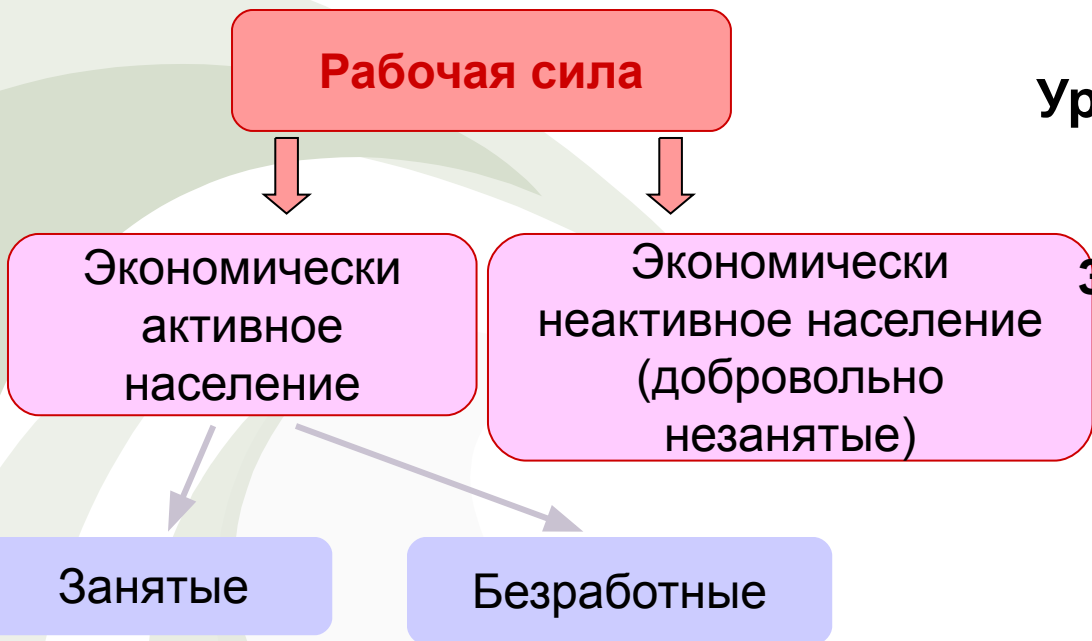 Рабочая сила
Ур
Экономически
активное
население
Экономически
неактивное население
(добровольно
незанятые)
Занятые
Безработные